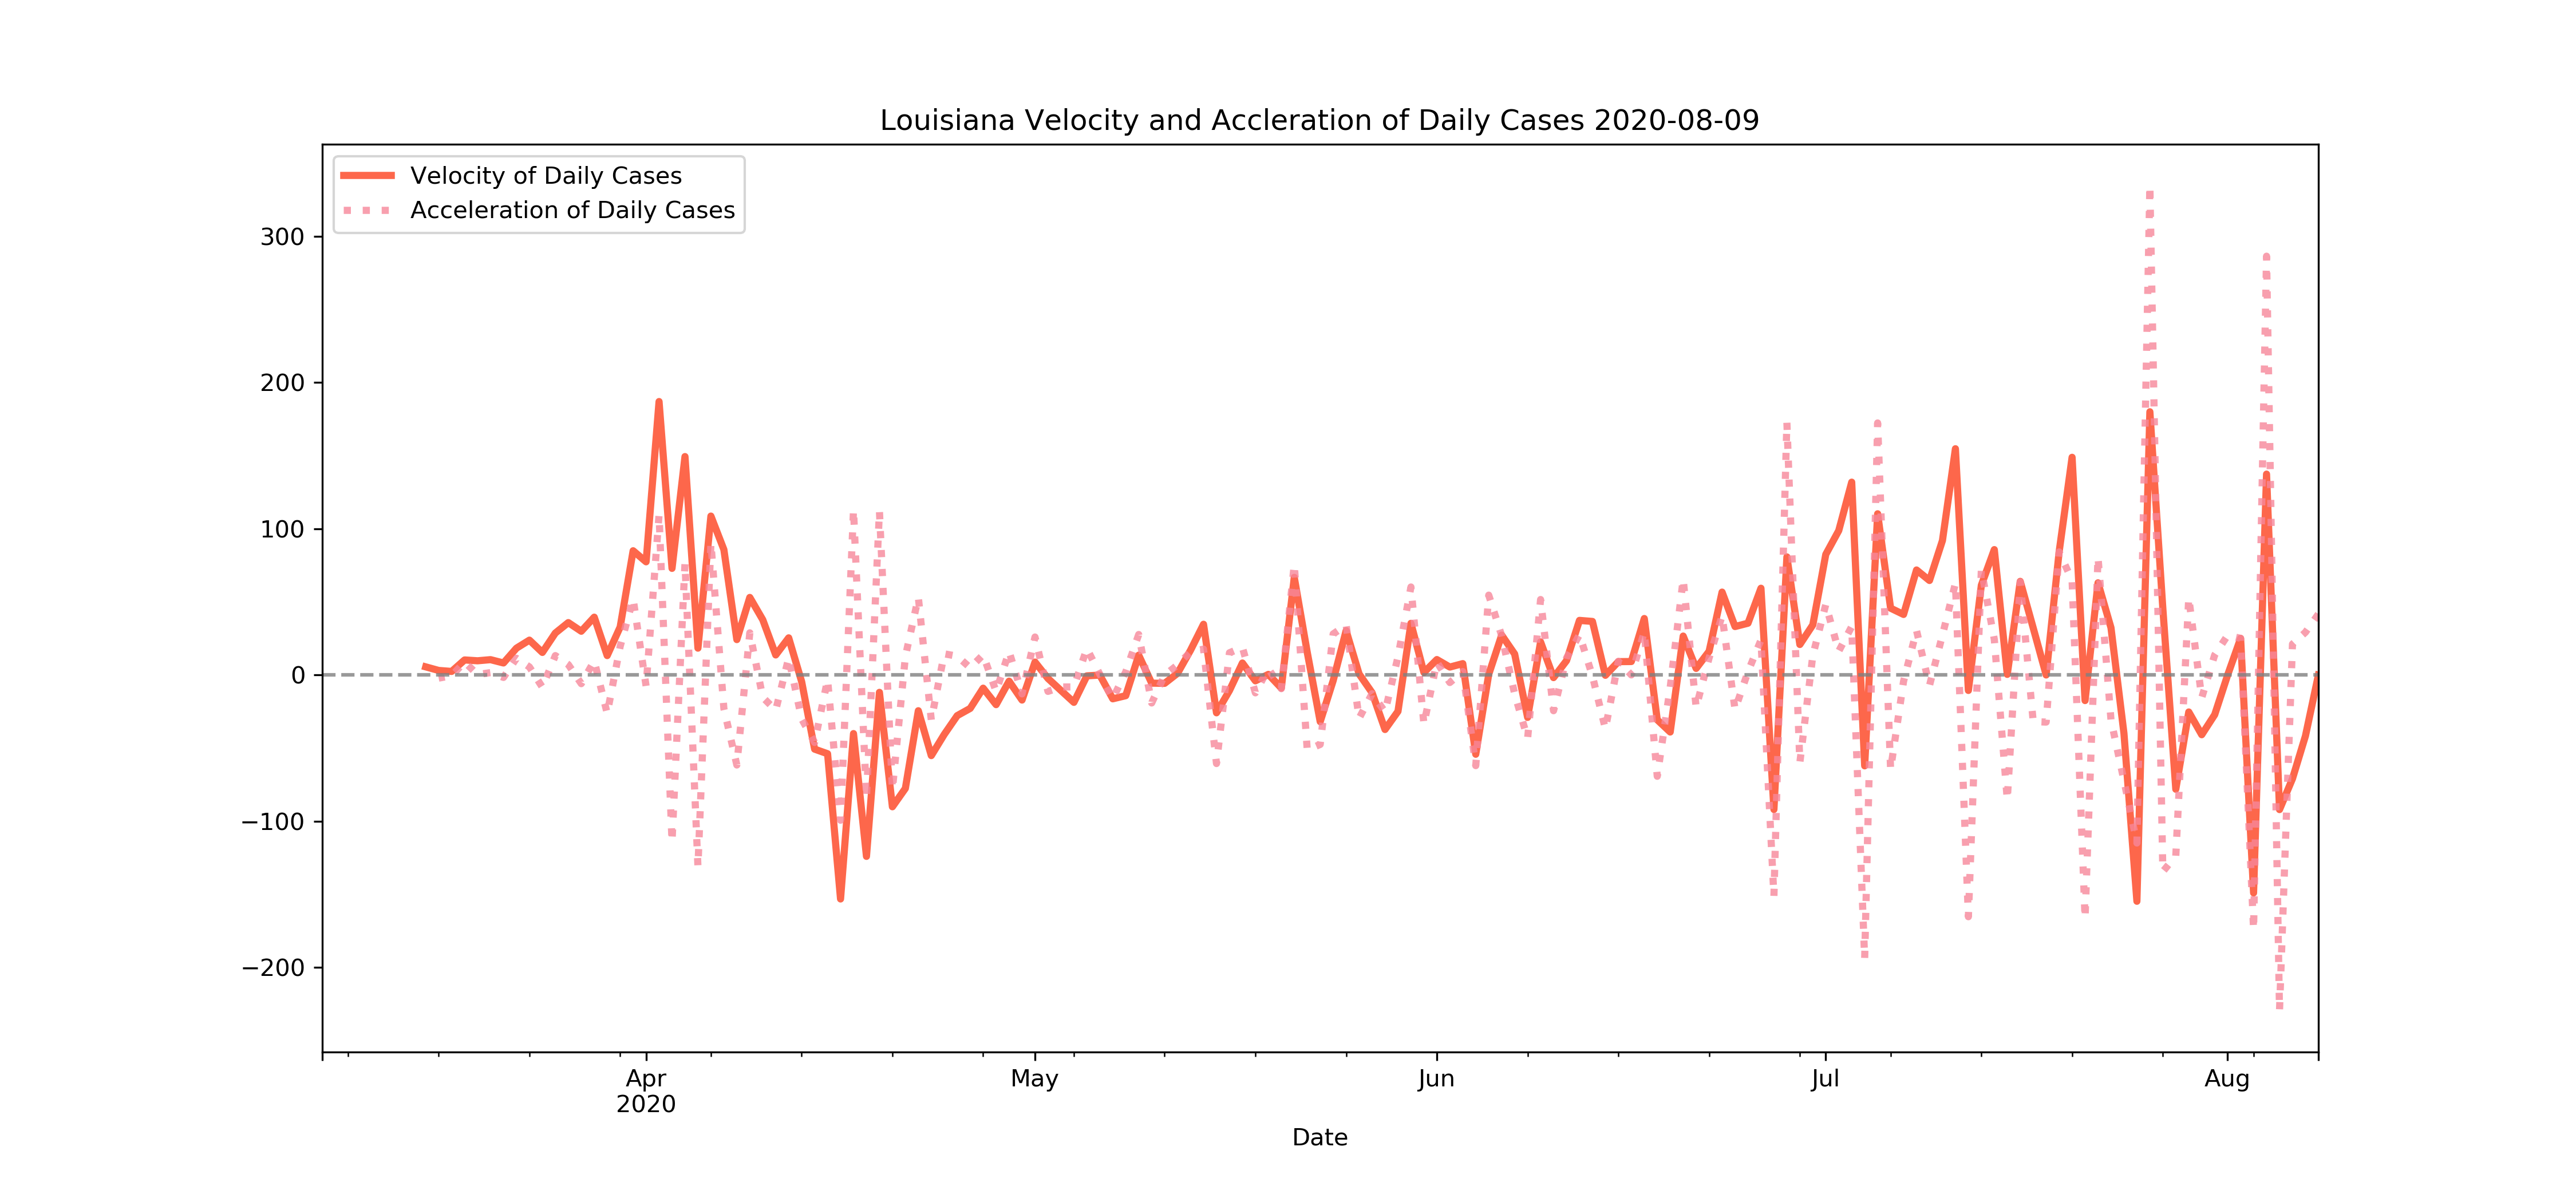 Louisiana Velocity and Accleration of Daily Cases 2020-08-09
Velocity of Daily Cases
Acceleration of Daily Cases
300
200
100
0
−100
−200
Apr
2020
May
Jun
Jul
Aug
Date